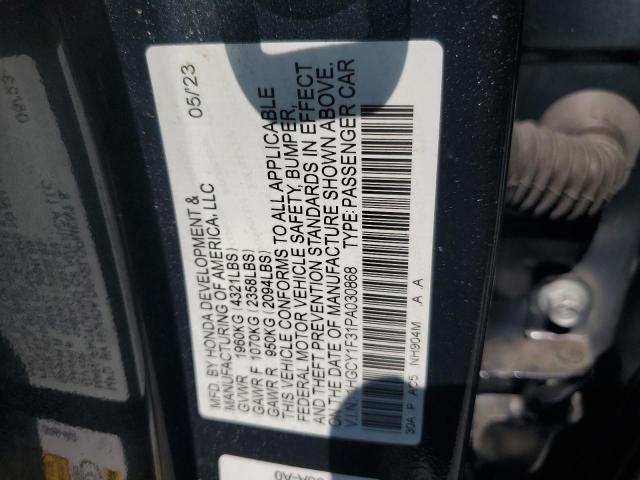 MFD. BY HONDA DEVELOPMENT &
MANUFACTURING OF AMERICA, LLC
05/'23
GVWR 1960KG (4321LBS)
GAWR F 1070KG (2358LBS)
GAWR R 950KG (2094LBS)
THIS VEHICLE CONFORMS TO ALL APPLICABLE
FEDERAL MOTOR VEHICLE SAFETY, BUMPER,
AND THEFT PREVENTION STANDARDS IN EFFECT
ON THE DATE OF MANUFACTURE SHOWN ABOVE.
V.I.N.: 1HGCY1F31PA030868 TYPE:PASSENGER CAR
30A P AC5 NH904M A A